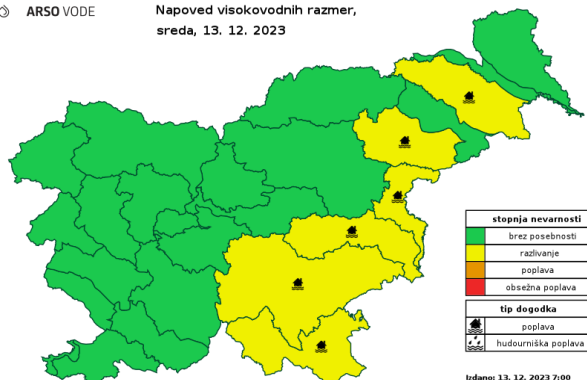 ARSO VODE
Napoved visokovodnih razmer,
sreda, 13. 12. 2023
stopnja nevarnosti
brez posebnosti
razlivanje
poplava
obsežna poplava
tip dogodka
poplava
hudourniška poplava
Izdano: 13. 12. 2023 7:00